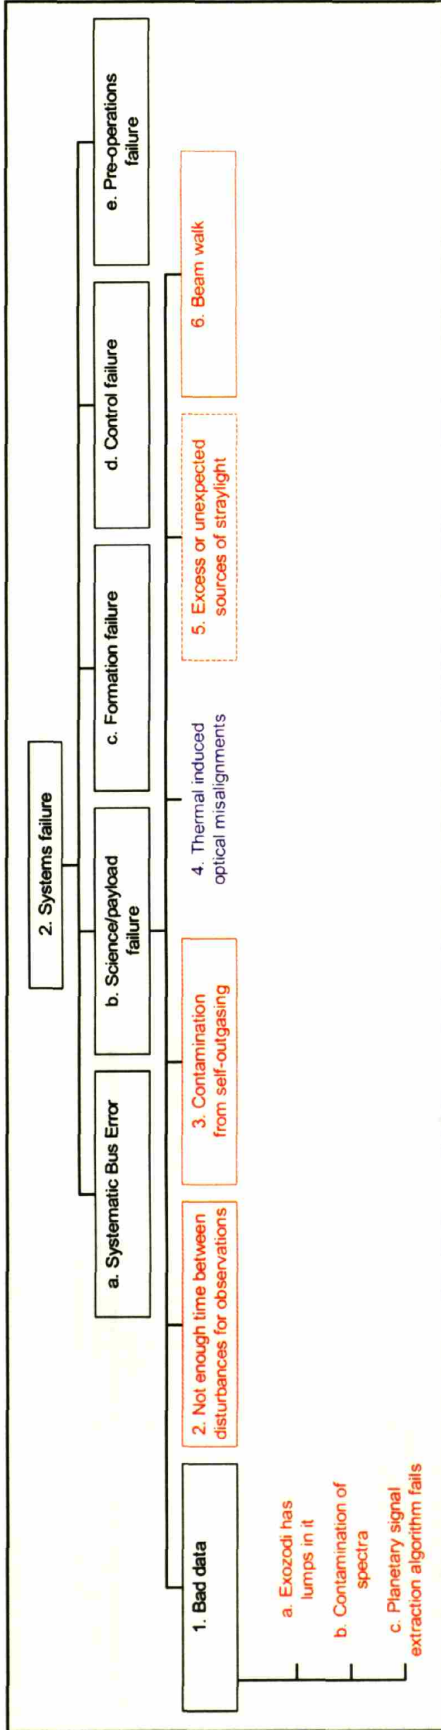 2. Systems failure
a. Systematic Bus Error
b. Science/payload
failure
c. Formation failure
d. Control failure
e. Pre-operations
failure
1. Bad data
2. Not enough time between
disturbances for observations
3. Contamination
from self-outgasing
4. Thermal induced
optical misalignments
5. Excess or unexpected
sources of straylight
6. Beam walk
a. Exozodi has
lumps in it
b. Contamination of
spectra
c. Planetary signal
extraction algorithm fails